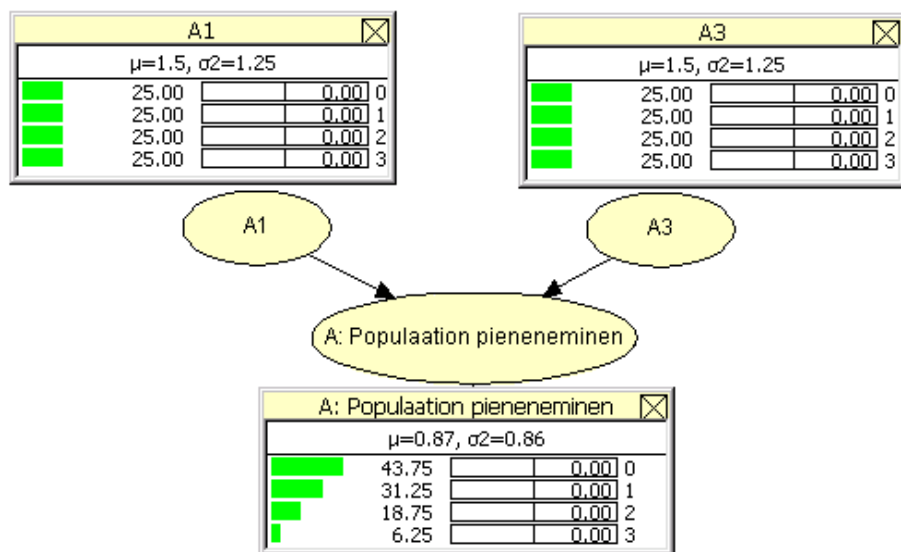 A1
μ=1.5, σ2=1.25
25.00 0.00 0
25.00 0.00 1
25.00 0.00 2
25.00 0.00 3
A3
μ=1.5, σ2=1.25
25.00 0.00 0
25.00 0.00 1
25.00 0.00 2
25.00 0.00 3
A1
A3
A: Populaation pieneneminen
A: Populaation pieneneminen
μ=0.87, σ2=0.86
43.75 0.00 0
31.25 0.00 1
18.75 0.00 2
6.25 0.00 3